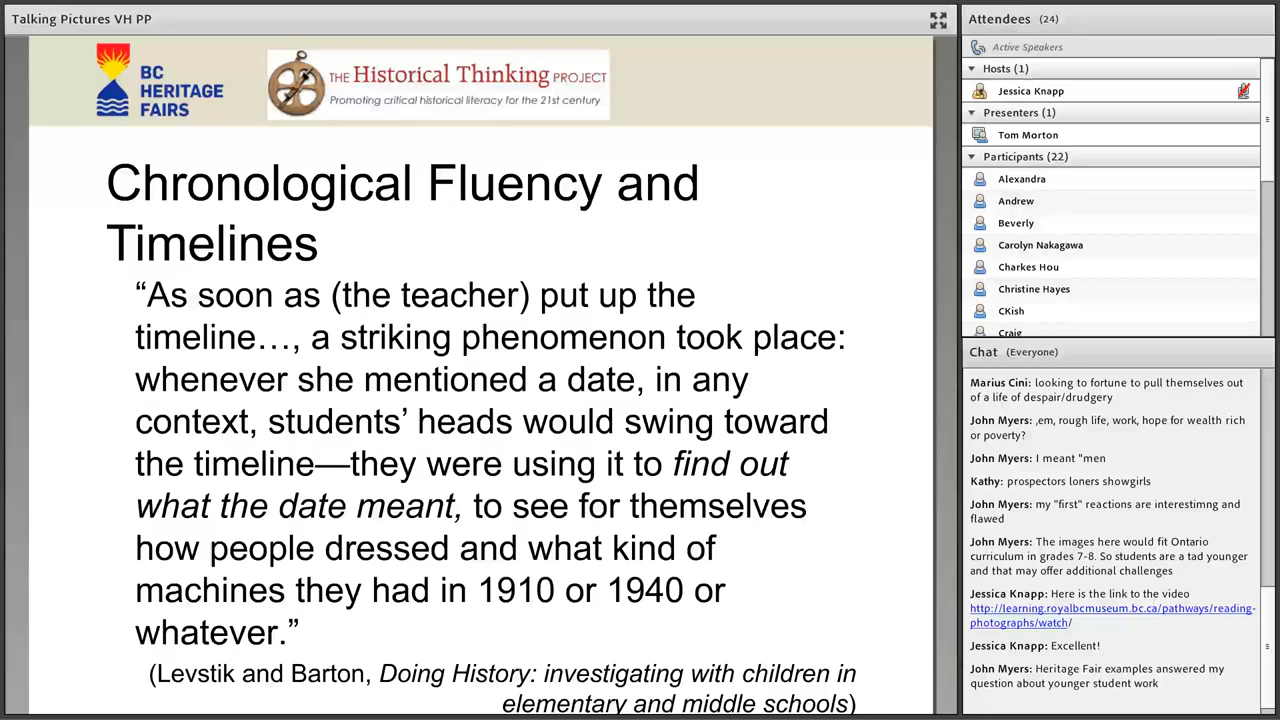 Talking Pictures VH PP
BC
HERITAGE
FAIRS
THE Historical Thinking PROJECT
Promoting critical historical literacy for the 21st century
Chronological Fluency and
Timelines
“As soon as (the teacher) put up the
timeline…, a striking phenomenon took place:
whenever she mentioned a date, in any
context, students’ heads would swing toward
the timeline—they were using it to find out
what the date meant, to see for themselves
how people dressed and what kind of
machines they had in 1910 or 1940 or
whatever.”
(Levstik and Barton, Doing History: investigating with children in
elementary and middle schools)
Attendees (24)
Active Speakers
Hosts (1)
Jessica Knapp
Presenters (1)
Tom Morton
Participants (22)
Alexandra
Andrew
Beverly
Carolyn Nakagawa
Charkes Hou
Christine Hayes
CKish
Craig
Chat (Everyone)
Marius Cini: looking to fortune to pull themselves out
of a life of despair/drudgery
John Myers: ,em, rough life, work, hope for wealth rich
or poverty?
John Myers: I meant "men
Kathy: prospectors loners showgirls
John Myers: my "first" reactions are interestimng and
flawed
John Myers: The images here would fit Ontario
curriculum in grades 7-8. So students are a tad younger
and that may offer additional challenges
Jessica Knapp: Here is the link to the video
http://learning.royalbcmuseum.bc.ca/pathways/reading-
photographs/watch/
Jessica Knapp: Excellent!
John Myers: Heritage Fair examples answered my
question about younger student work